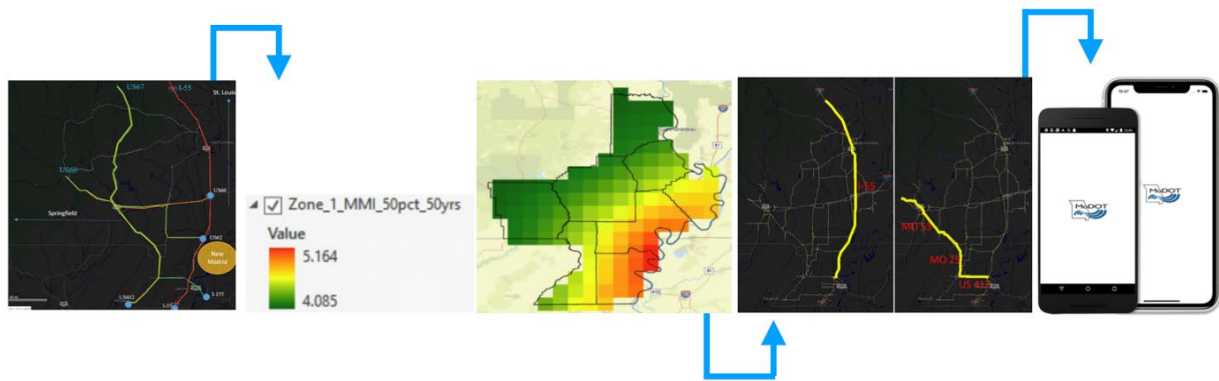 US67
I-55
St. Louis
US60
US60
Springfield
US62
New
Madrid
US412
I-155
I-55
Zone_1_MMI_50pct_50yrs
Value
5.164
4.085
I-55
MO 53
MO 25
US 412
MoDOT
MoDOT